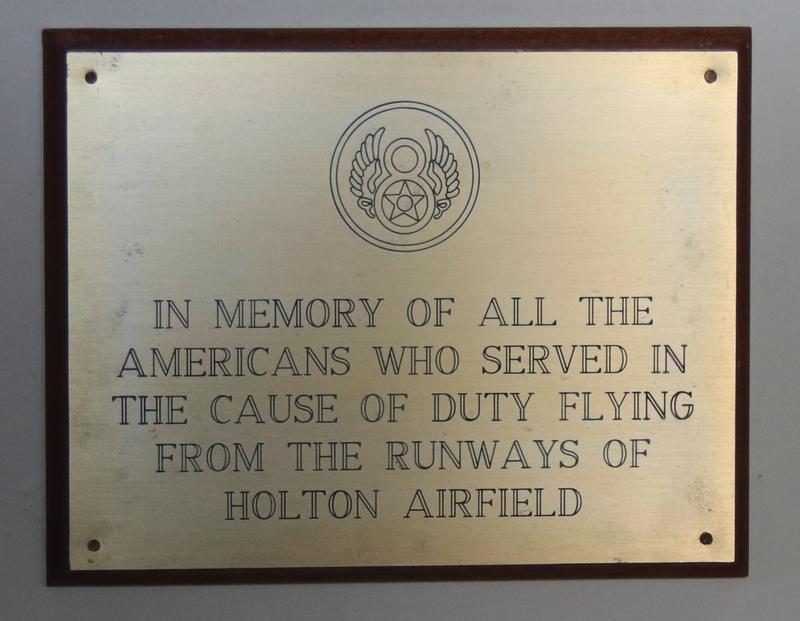 IN MEMORY OF ALL THE
AMERICANS WHO SERVED IN
THE CAUSE OF DUTY FLYING
FROM THE RUNWAYS OF
HOLTON AIRFIELD